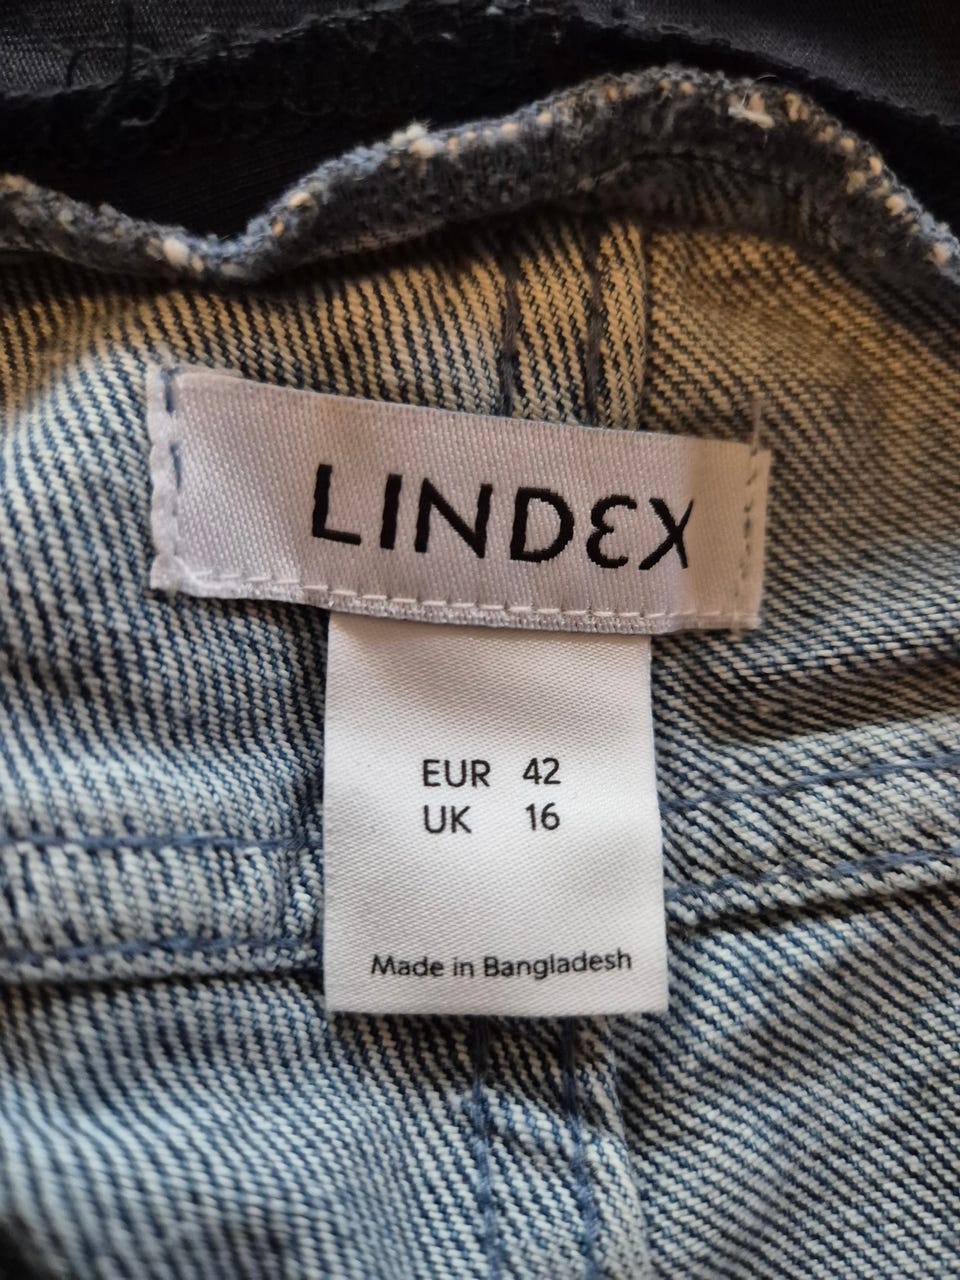 LINDEX
EUR 42
UK 16
Made in Bangladesh